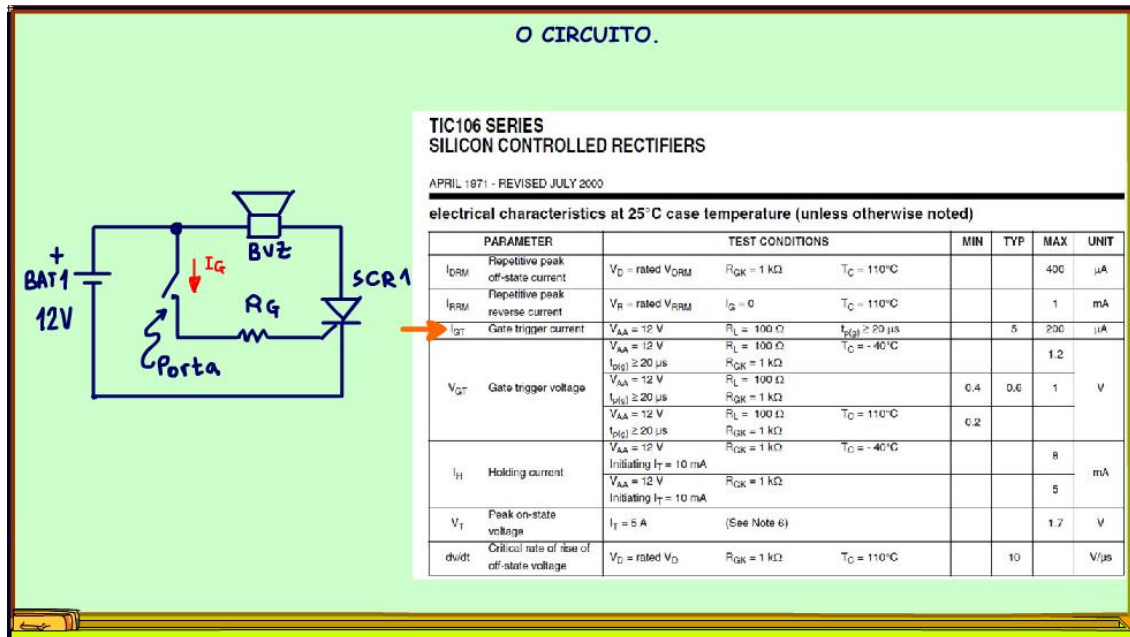 O CIRCUITO.
+
BAT1
12V
IG
BUZ
RG
SCR1
Porta
TIC106 SERIES
SILICON CONTROLLED RECTIFIERS
APRIL 1971 - REVISED JULY 2000
electrical characteristics at 25°C case temperature (unless otherwise noted)
PARAMETER TEST CONDITIONS MIN TYP MAX UNIT
IDRM Repetitive peak off-state current VD = rated VDRM RGK = 1 kΩ TC = 110°C 400 µA
IRRM Repetitive peak reverse current VR = rated VRRM IG = 0 TC = 110°C 1 mA
IGT Gate trigger current VAA = 12 V RL = 100 Ω tp(g) ≥ 20 µs 5 200 µA
VGT Gate trigger voltage
VAA = 12 V RL = 100 Ω TC = - 40°C
tp(g) ≥ 20 µs RGK = 1 kΩ 1.2
VAA = 12 V RL = 100 Ω
tp(g) ≥ 20 µs RGK = 1 kΩ 0.4 0.6 1 V
VAA = 12 V RL = 100 Ω TC = 110°C
tp(g) ≥ 20 µs RGK = 1 kΩ 0.2
IH Holding current
VAA = 12 V RGK = 1 kΩ TC = - 40°C
Initiating IT = 10 mA 8
VAA = 12 V RGK = 1 kΩ
Initiating IT = 10 mA 5 mA
VT Peak on-state voltage IT = 5 A (See Note 6) 1.7 V
dv/dt Critical rate of rise of off-state voltage VD = rated VD RGK = 1 kΩ TC = 110°C 10 V/µs